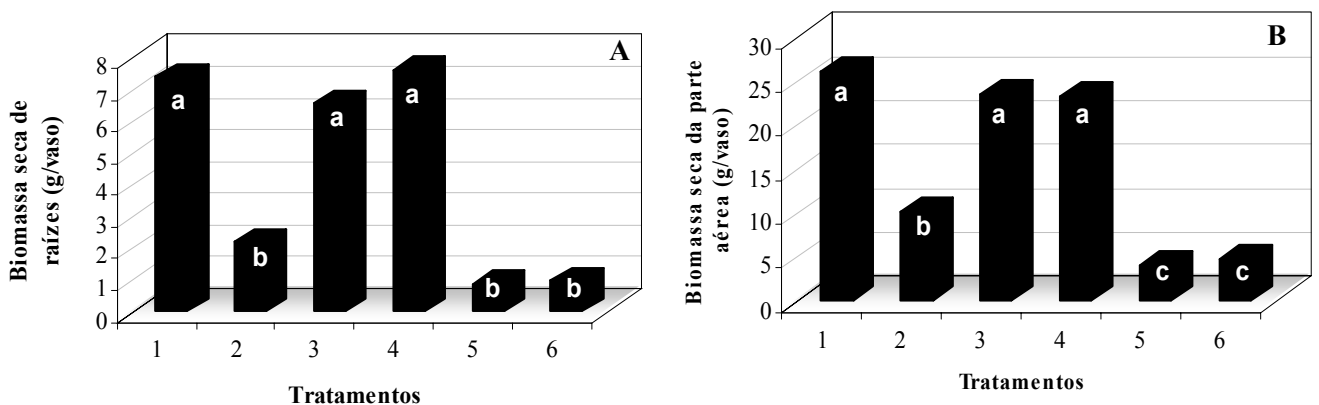 A
Biomassa seca de
raízes (g/vaso)
8
7
6
5
4
3
2
1
0
a
b
a
a
b
b
1 2 3 4 5 6
Tratamentos
B
Biomassa seca da parte
aérea (g/vaso)
30
25
20
15
10
5
0
a
b
a
a
c
c
1 2 3 4 5 6
Tratamentos